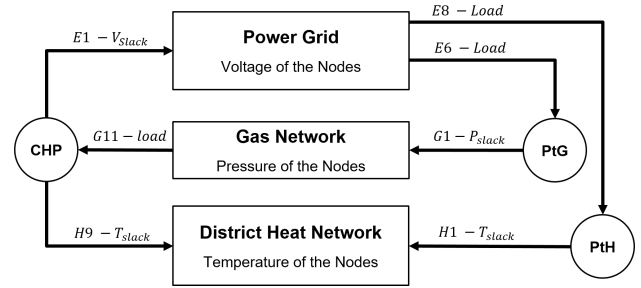 E8 − Load
E1 − V_Slack
Power Grid
E6 − Load
Voltage of the Nodes
G11 − load
Gas Network
G1 − P_slack
CHP
Pressure of the Nodes
PtG
H9 − T_slack
District Heat Network
H1 − T_slack
Temperature of the Nodes
PtH